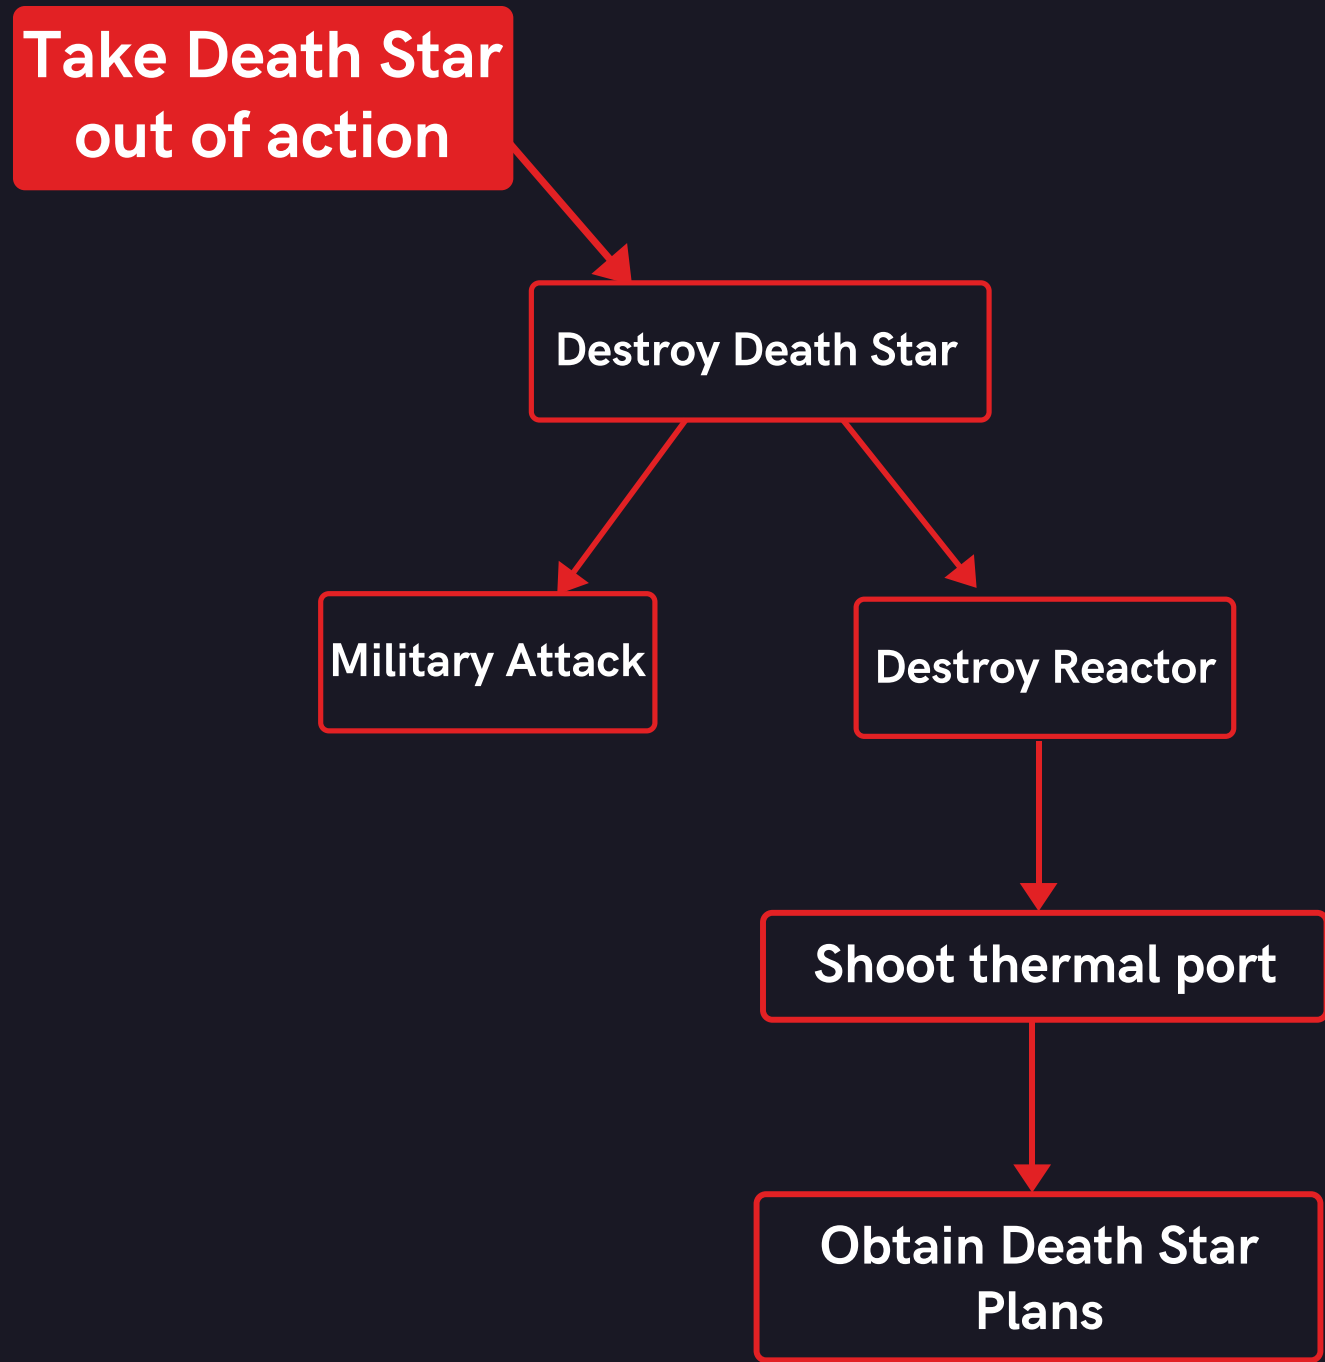 Take Death Star
out of action
Destroy Death Star
Military Attack
Destroy Reactor
Shoot thermal port
Obtain Death Star
Plans